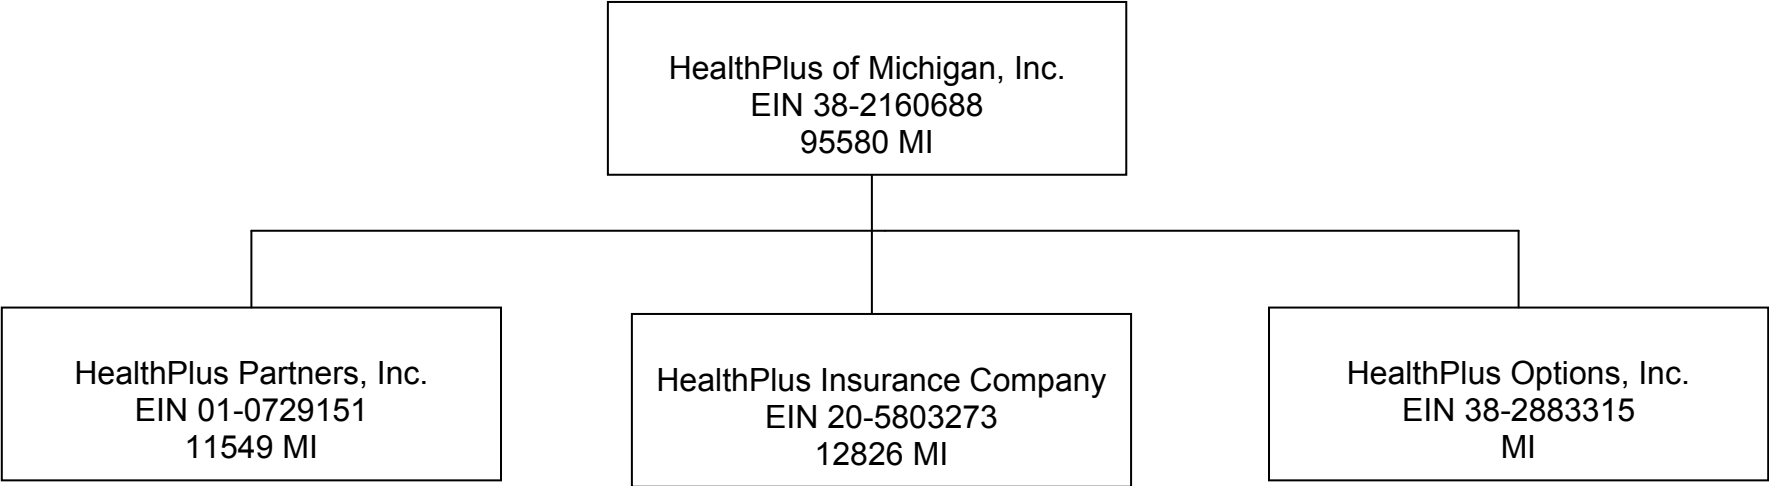 HealthPlus of Michigan, Inc.
EIN 38-2160688
95580 MI
HealthPlus Partners, Inc.
EIN 01-0729151
11549 MI
HealthPlus Insurance Company
EIN 20-5803273
12826 MI
HealthPlus Options, Inc.
EIN 38-2883315
MI